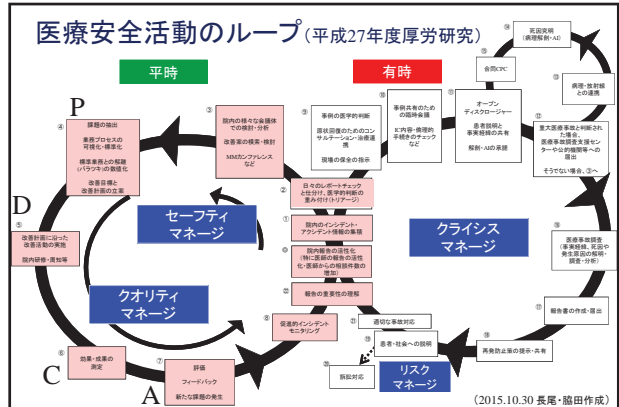 医療安全活動のループ(平成27年度厚労研究)
平時
有時
P
④
課題の抽出
業務プロセスの
可視化・標準化
標準業務との解離
(バラツキ)の数値化
改善目標と
改善計画の立案
③
院内の様々な会議体
での検討・分析
改善案の検索・検討
MMカンファレンス
など
⑨
事例の医学的判断
原状回復のための
コンサルテーション・治療連
携
現場の保全の指示
⑩
事例共有のため
の臨時会議
IC内容・倫理的
手続きのチェック
など
⑪
オープン
ディスクロージャー
患者説明と
事実経緯の共有
解剖・AIの承諾
⑭
死因究明
(病理解剖・AI)
⑮
合同CPC
⑬
病理・放射線
との連携
⑫
重大医療事故と判断され
た場合、
医療事故調査支援セン
ターや公的機関等への
届出
そうでない場合、③へ
②
日々のレポートチェック
と仕分け、医学的判断の
重み付け(トリアージ)
①
院内のインシデント・
アクシデント情報の集積
⓪
院内報告の活性化
(特に医師の報告の活性
化・医師からの相談件数の
増加)
㉒
報告の重要性の理解
セーフティ
マネージ
クライシス
マネージ
D
⑤
改善計画に沿った
改善活動の実施
院内研修・周知等
クオリティ
マネージ
⑧
促進的インシデント
モニタリング
㉑
適切な事故対応
⑲
患者・社会への説明
⑳
訴訟対応
リスク
マネージ
⑯
医療事故調査
(事実経緯、死因や
発生原因の解明・
調査・分析)
⑰
報告書の作成・届出
⑱
再発防止策の提示・共有
⑥
C
効果・成果の
測定
⑦
A
評価
フィードバック
新たな課題の発生
(2015.10.30 長尾・脇田作成)